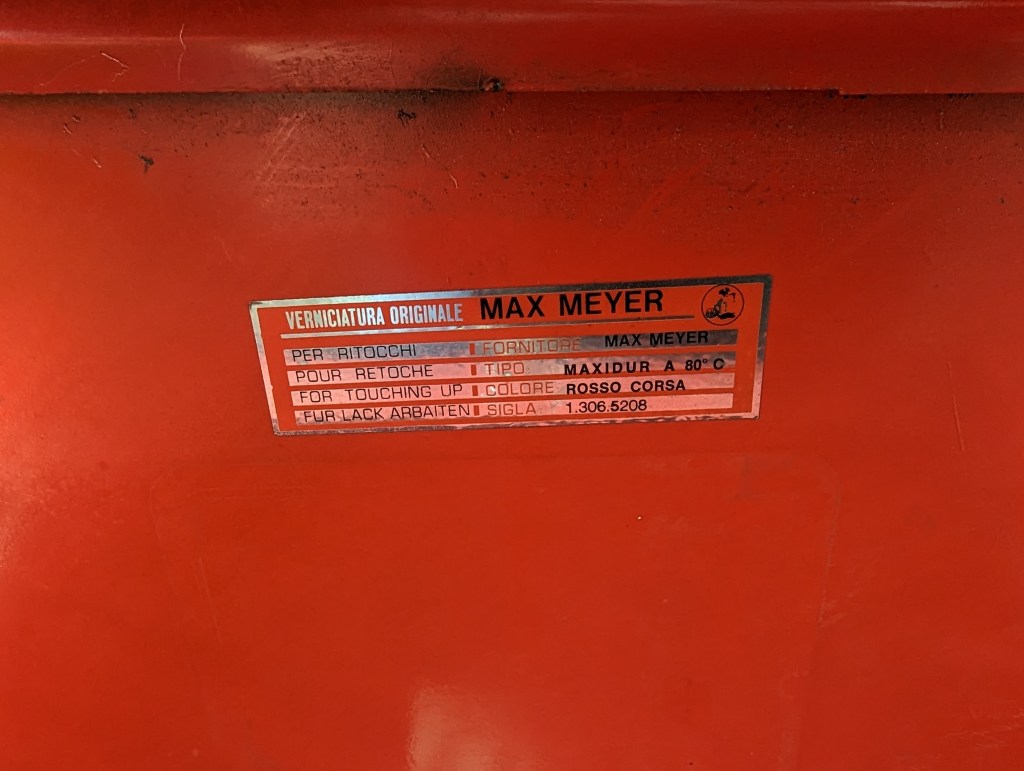 VERNICIATURA ORIGINALE MAX MEYER
PER RITOCCHI FORNITORE MAX MEYER
POUR RETOCHE TIPO MAXIDUR A 80° C
FOR TOUCHING UP COLORE ROSSO CORSA
FUR LACK ARBAITEN SIGLA 1.306.5208